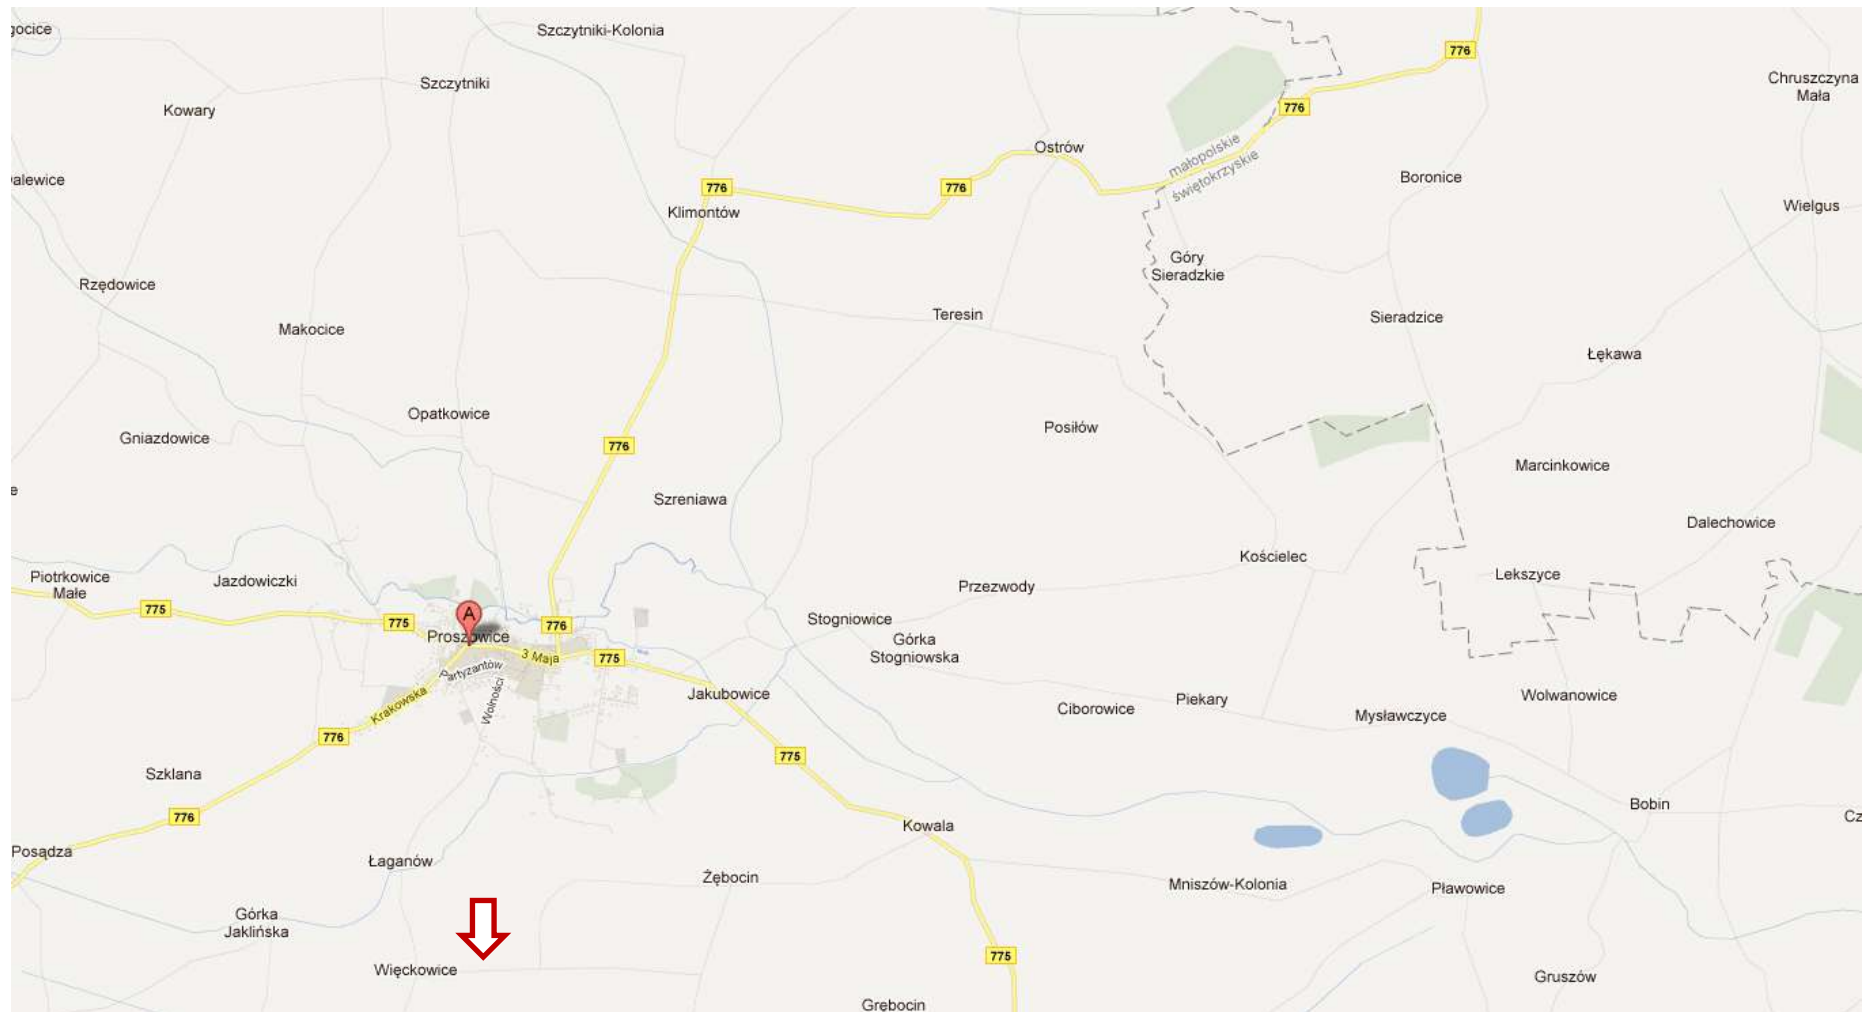 Szczytniki-Kolonia
776
Szczytniki
Chruszczyna
Mała
Kowary
776
Ostrów
małopolskie
świętokrzyskie
Boronice
776
776
Wielgus
Klimontów
Góry
Sieradzkie
Rzędowice
Teresin
Sieradzice
Makocice
Łękawa
Opatkowice
Posiłów
Gniazdowice
776
Marcinkowice
Szreniawa
Dalechowice
Kościelec
Piotrkowice
Małe
Jazdowiczki
Przezwody
Lekszyce
775
775
A
776
Stogniowice
Proszowice
Górka
Stogniowska
3 Maja
775
Partyzantów
Wolności
Krakowska
Jakubowice
Ciborowice
Piekary
Mysławczyce
Wolwanowice
776
775
Szklana
776
Bobin
Kowala
Posądza
Łaganów
Żębocin
Mniszów-Kolonia
Pławowice
Górka
Jaklińska
775
Więckowice
Gruszów
Grębocin